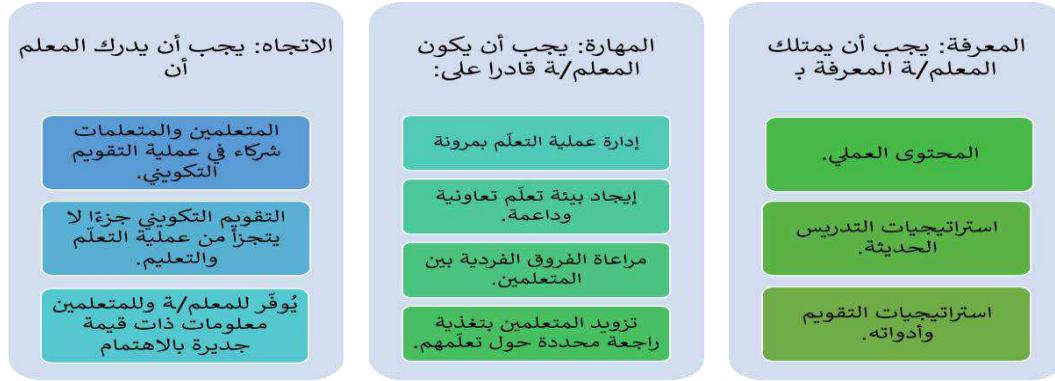 المعرفة: يجب أن يمتلك
المعلم/ة المعرفة بـ
المحتوى العملي.
استراتيجيات التدريس
الحديثة.
استراتيجيات التقويم
وأدواته.
المهارة: يجب أن يكون
المعلم/ة قادرا على:
إدارة عملية التعلّم بمرونة
إيجاد بيئة تعلّم تعاونية
وداعمة.
مراعاة الفروق الفردية بين
المتعلمين.
تزويد المتعلمين بتغذية
راجعة محددة حول تعلّمهم.
الاتجاه: يجب أن يدرك المعلم
أن
المتعلمين والمتعلمات
شركاء في عملية التقويم
التكويني.
التقويم التكويني جزءًا لا
يتجزأ من عملية التعلّم
والتعليم.
يُوفّر للمعلم/ة وللمتعلمين
معلومات ذات قيمة
جديرة بالاهتمام